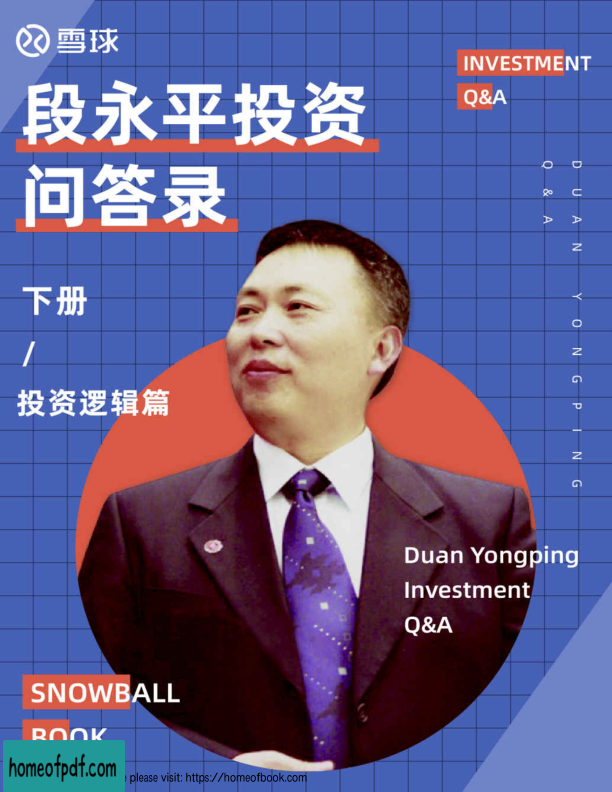 雪球
INVESTMENT
Q&A
段永平投资
问答录
DUAN YONGPING
Q&A
下册
/
投资逻辑篇
Duan Yongping
Investment
Q&A
SNOWBALL
BOOK
homeofpdf.com
please visit: https://homeofbook.com